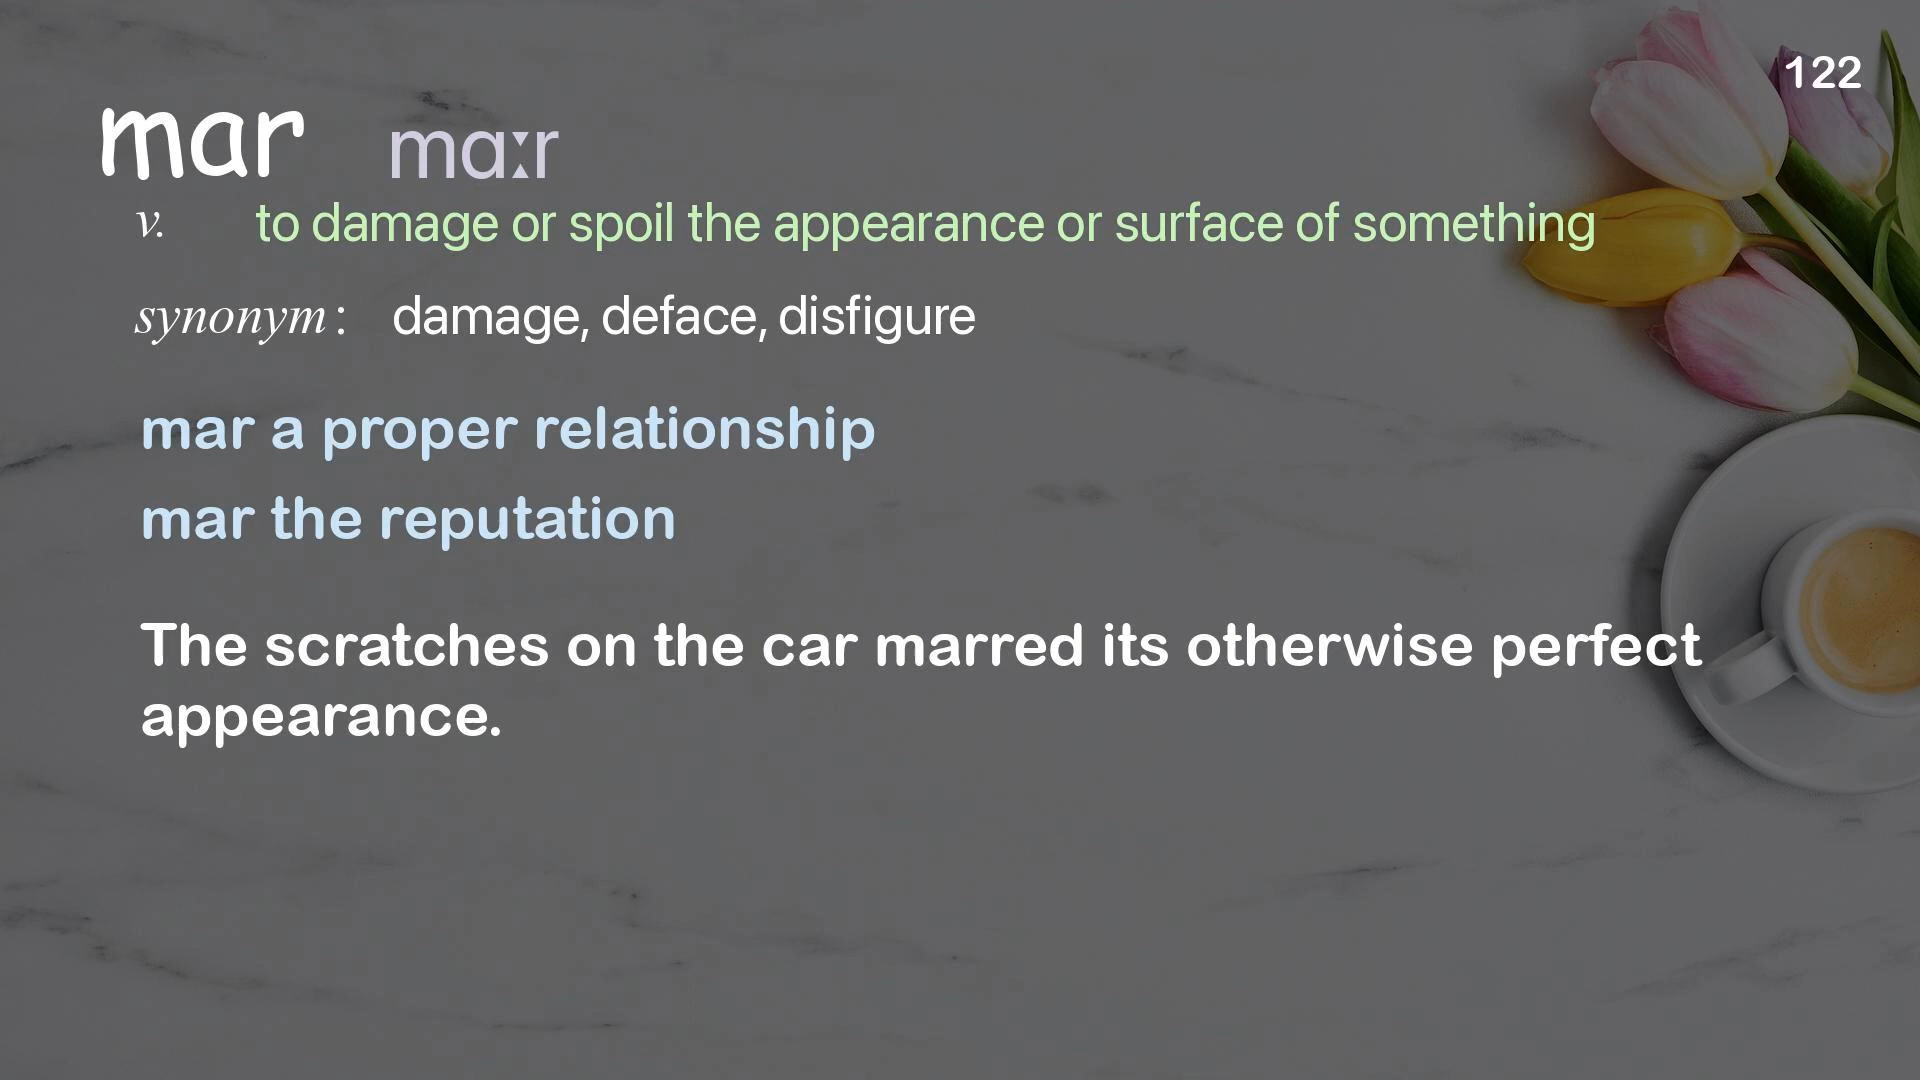 122
mar mɑːr
v. to damage or spoil the appearance or surface of something
synonym : damage, deface, disfigure
mar a proper relationship
mar the reputation
The scratches on the car marred its otherwise perfect
appearance.